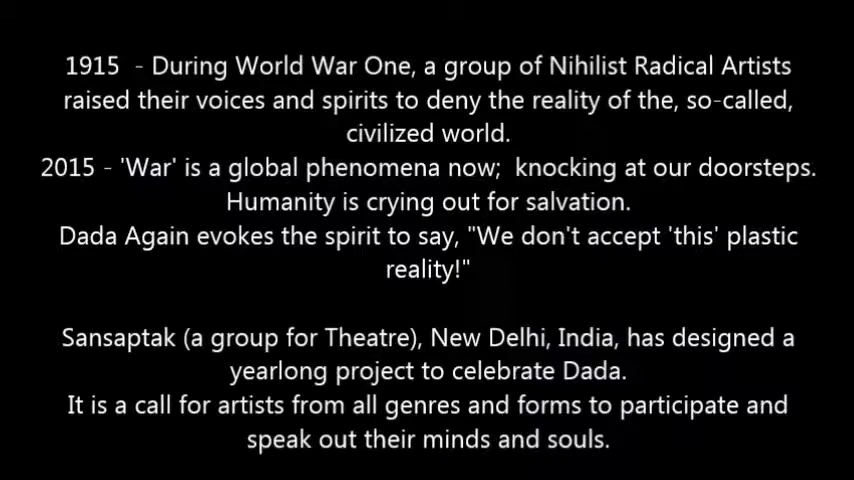 1915  - During World War One, a group of Nihilist Radical Artists
raised their voices and spirits to deny the reality of the, so-called,
civilized world.
2015 - 'War' is a global phenomena now;  knocking at our doorsteps.
Humanity is crying out for salvation.
Dada Again evokes the spirit to say, "We don't accept 'this' plastic
reality!"
Sansaptak (a group for Theatre), New Delhi, India, has designed a
yearlong project to celebrate Dada.
It is a call for artists from all genres and forms to participate and
speak out their minds and souls.